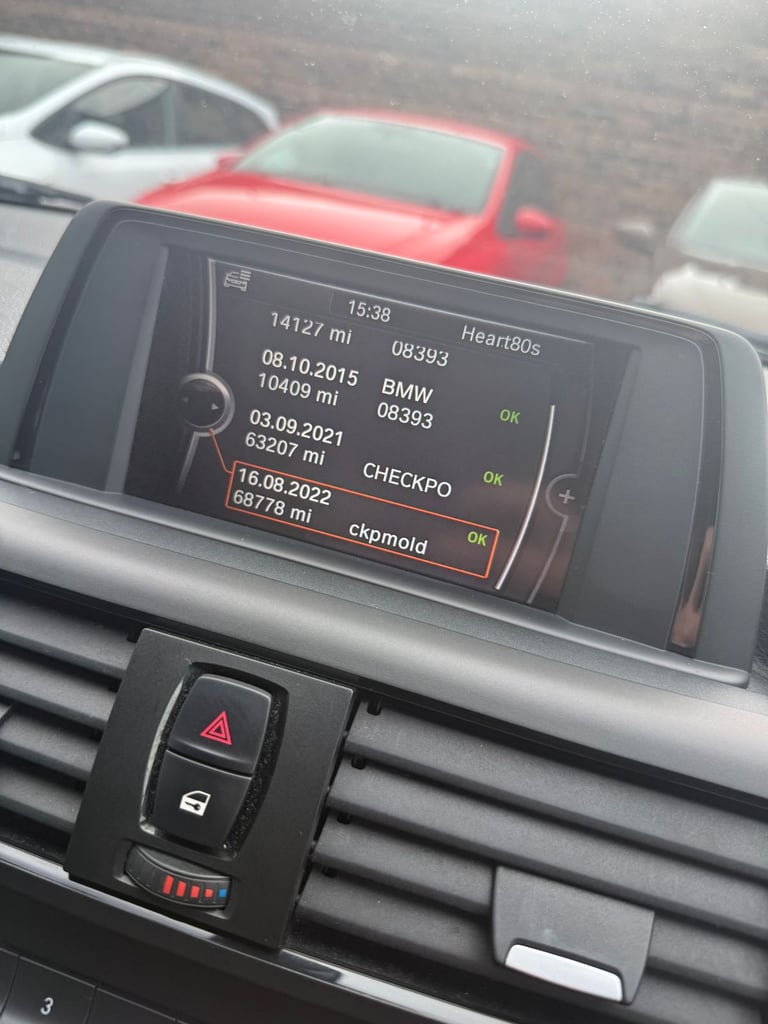 15:38
Heart80s
14127 mi 08393
08.10.2015 BMW OK
10409 mi 08393
03.09.2021 OK
63207 mi CHECKPO
16.08.2022 OK
68778 mi ckpmold
3